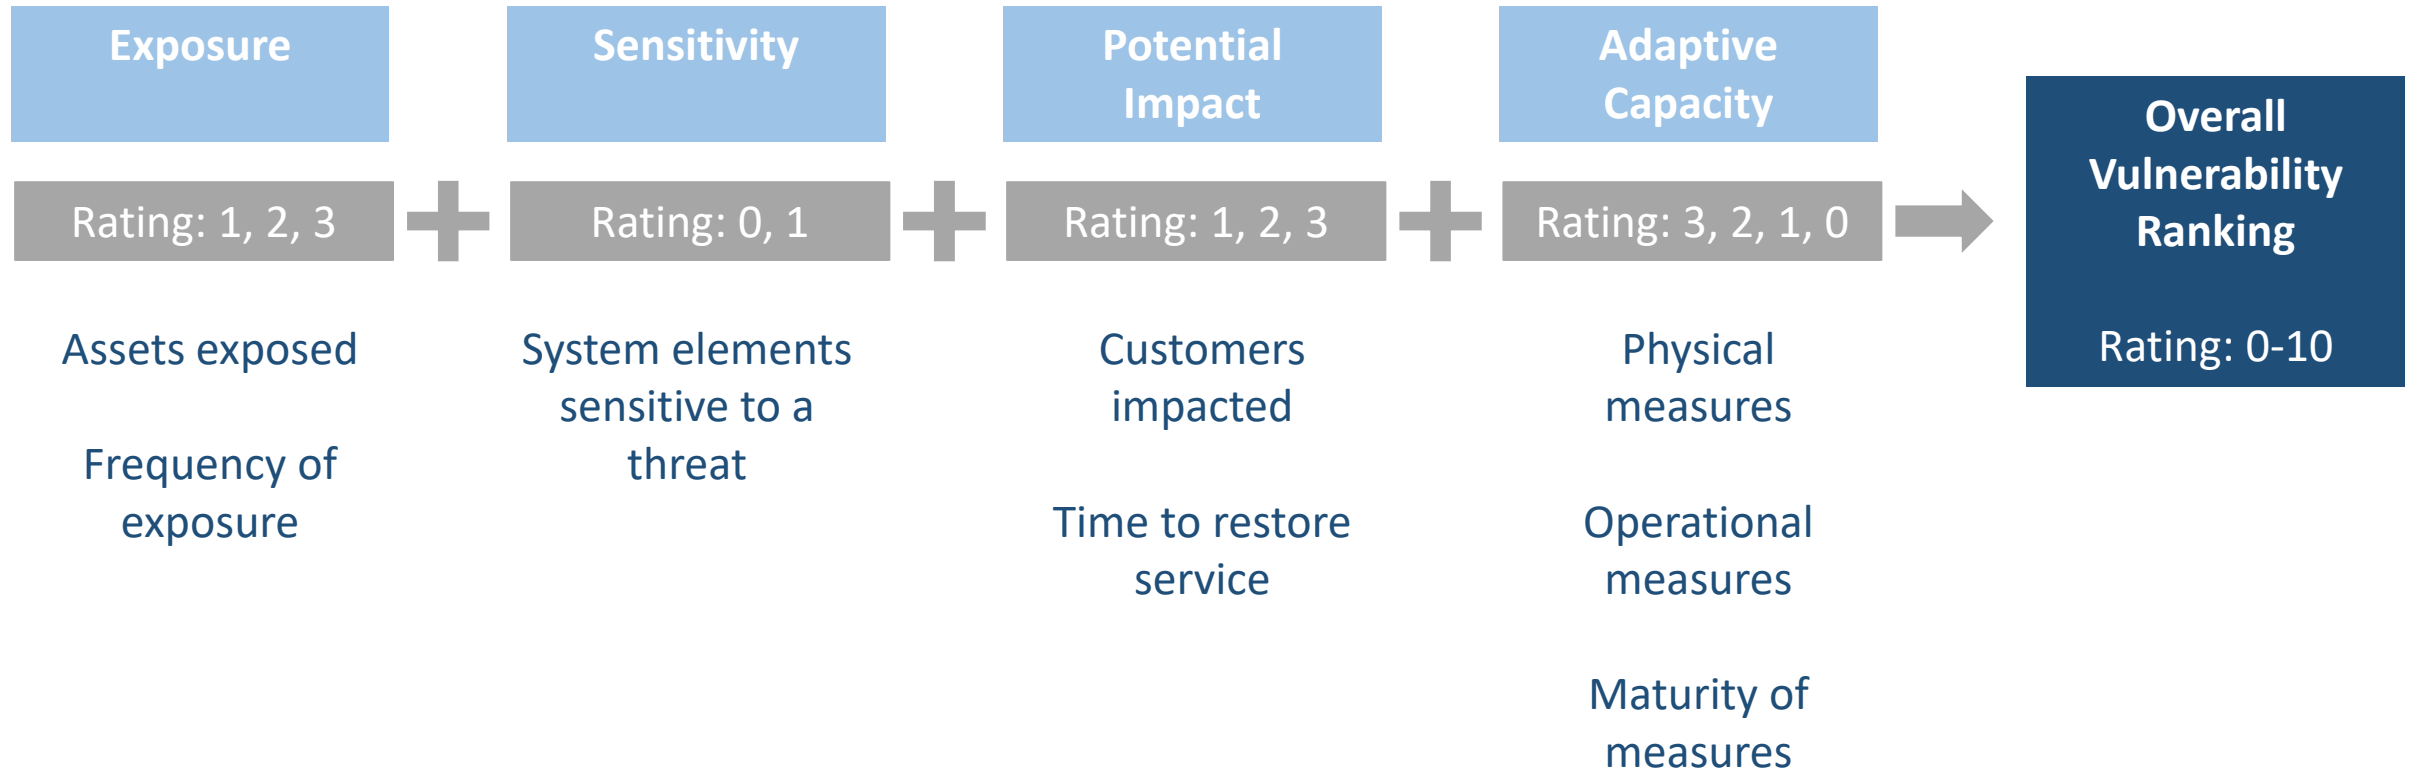 Exposure
Rating: 1, 2, 3
Assets exposed
Frequency of
exposure
Sensitivity
Rating: 0, 1
System elements
sensitive to a
threat
Potential
Impact
Rating: 1, 2, 3
Customers
impacted
Time to restore
service
Adaptive
Capacity
Rating: 3, 2, 1, 0
Physical
measures
Operational
measures
Maturity of
measures
Overall
Vulnerability
Ranking
Rating: 0-10